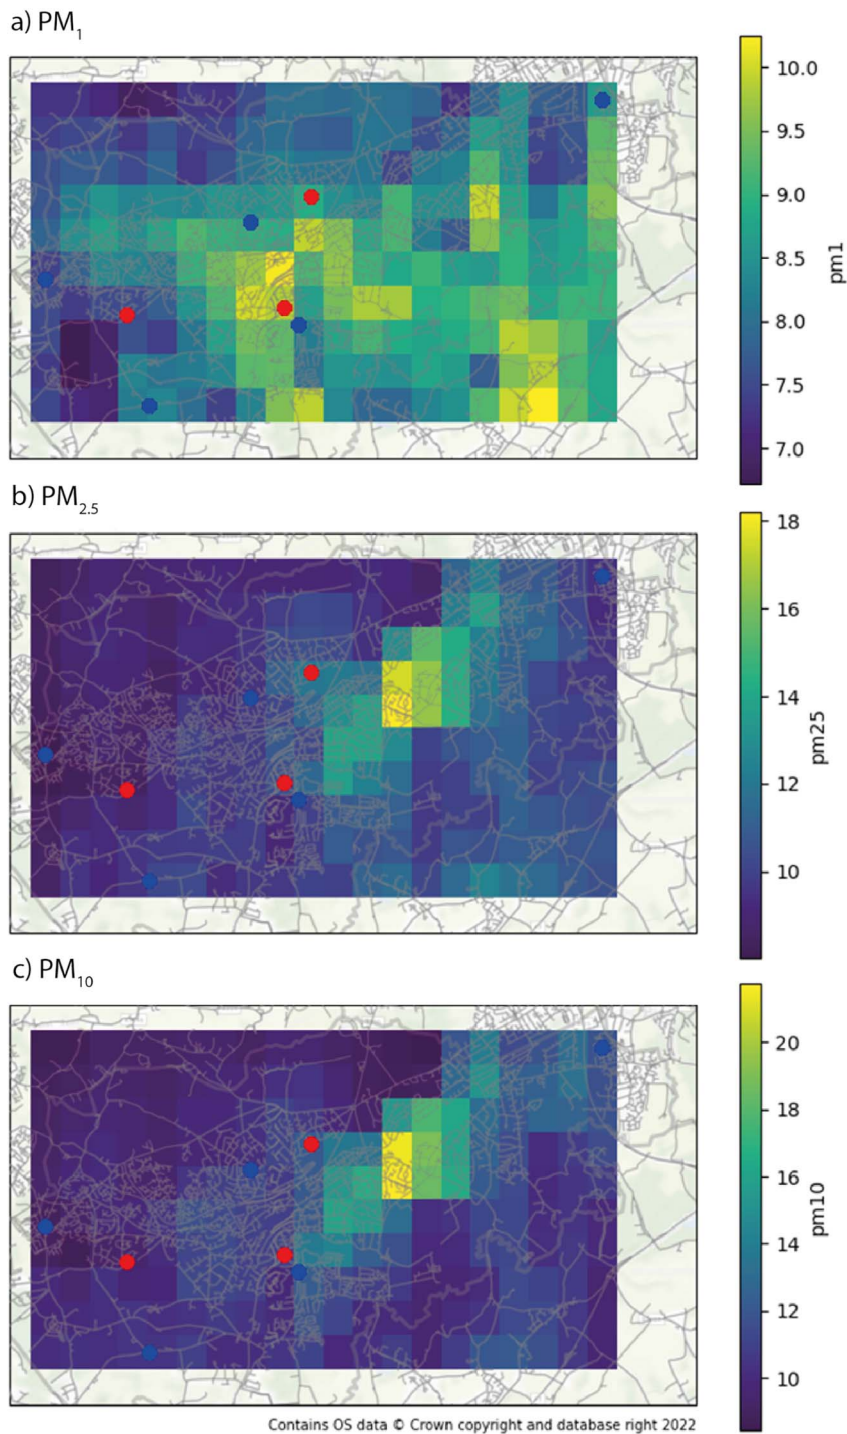 a) PM₁
10.0
9.5
9.0
8.5
8.0
7.5
7.0
pm1
b) PM₂.₅
18
16
14
12
10
pm25
c) PM₁₀
20
18
16
14
12
10
pm10
Contains OS data © Crown copyright and database right 2022